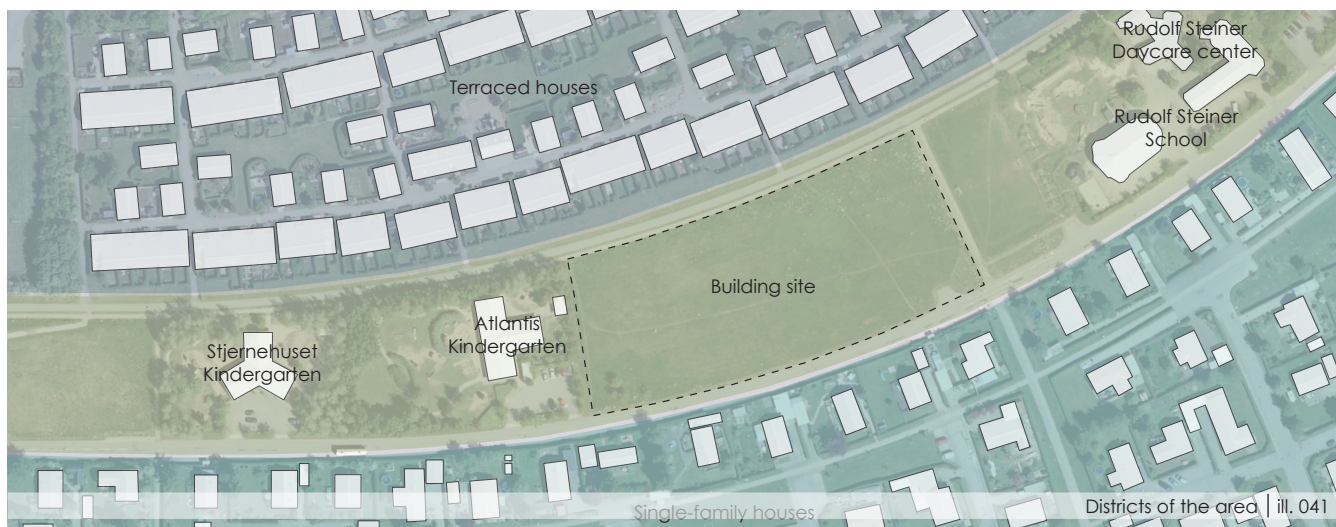 Rudolf Steiner
Daycare center
Terraced houses
Rudolf Steiner
School
Building site
Atlantis
Kindergarten
Stjernehuset
Kindergarten
Single-family houses
Districts of the area | ill. 041